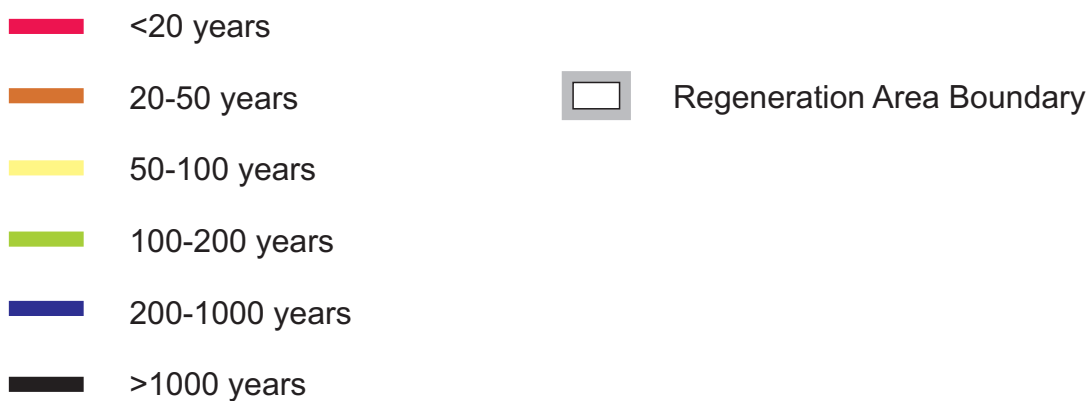 <20 years
20-50 years
Regeneration Area Boundary
50-100 years
100-200 years
200-1000 years
>1000 years